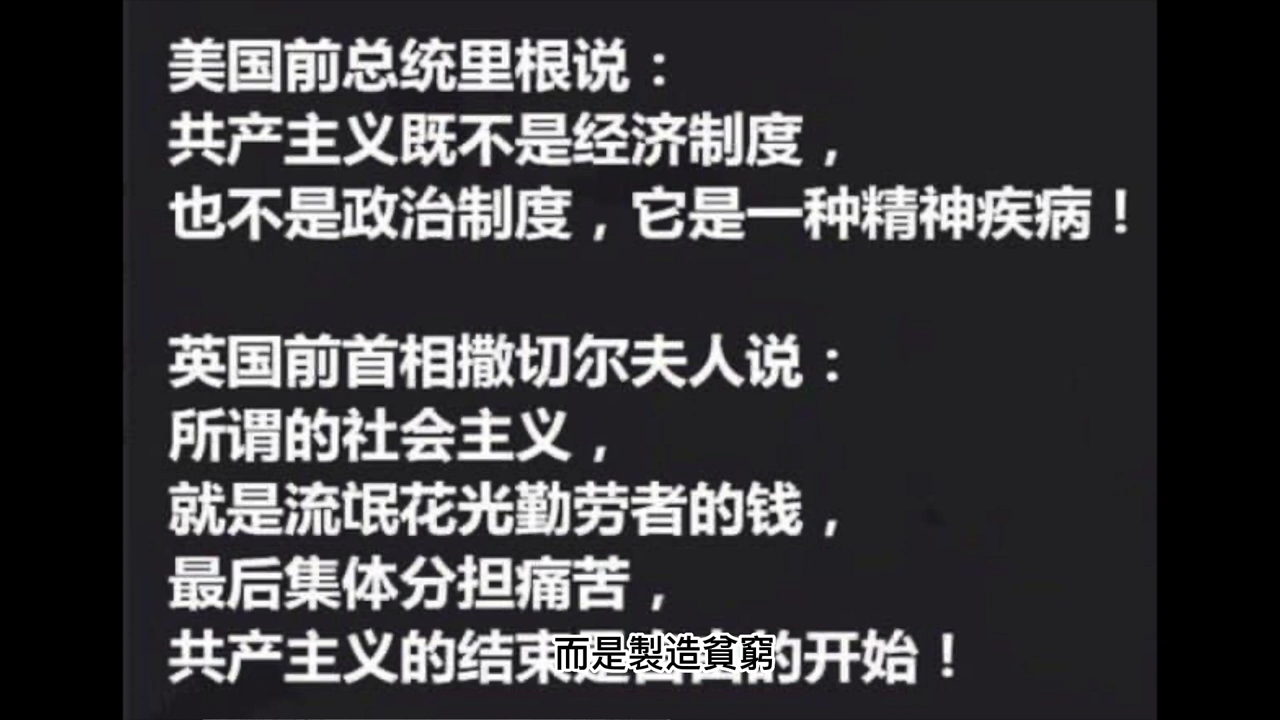 美国前总统里根说：
共产主义既不是经济制度，
也不是政治制度，它是一种精神疾病！
英国前首相撒切尔夫人说：
所谓的社会主义，
就是流氓花光勤劳者的钱，
最后集体分担痛苦，
共产主义的结束是自由的开始！
而是製造貧窮